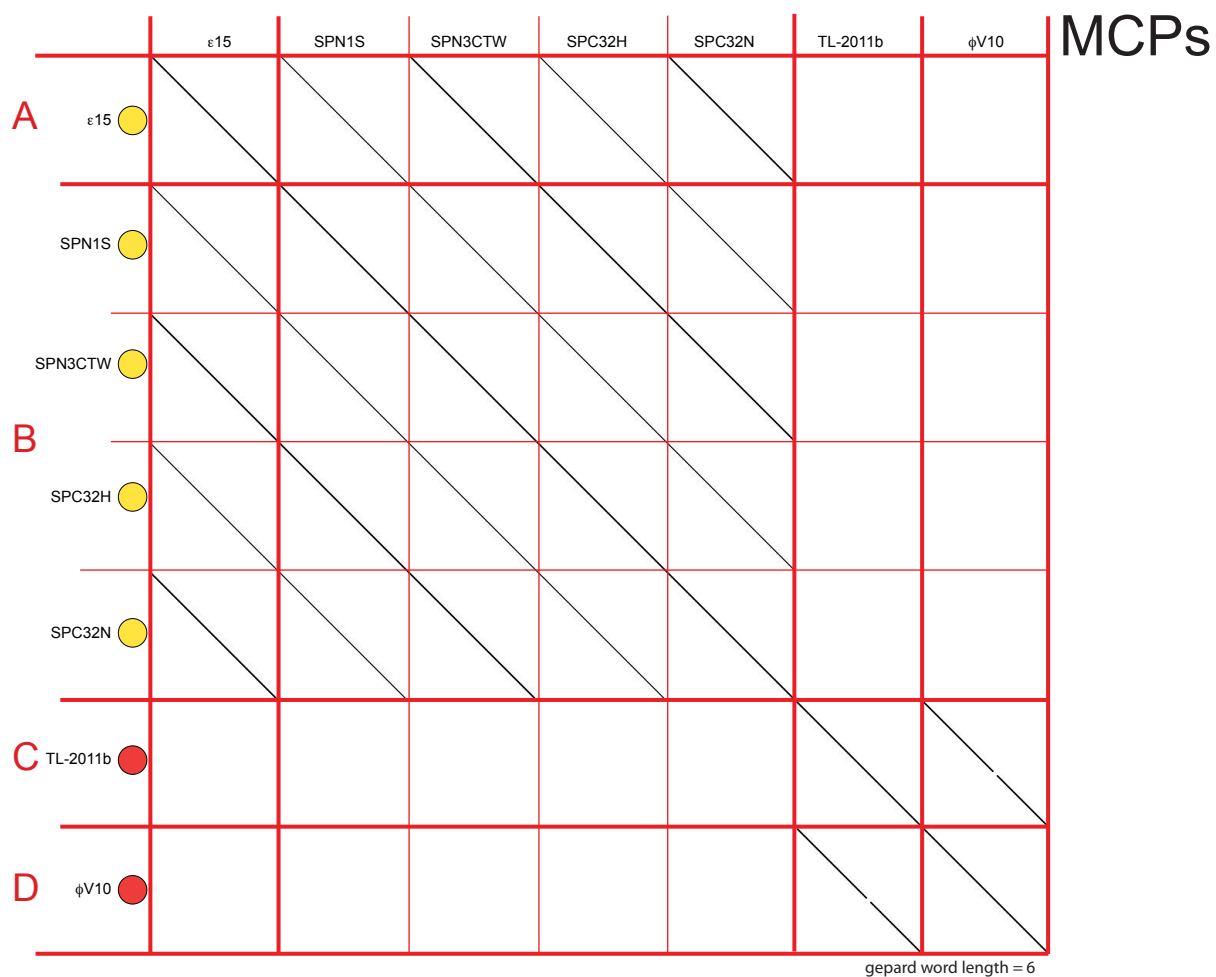 MCPs
ε15 SPN1S SPN3CTW SPC32H SPC32N TL-2011b ϕV10
A ε15
SPN1S
SPN3CTW
B
SPC32H
SPC32N
C TL-2011b
D ϕV10
gepard word length = 6